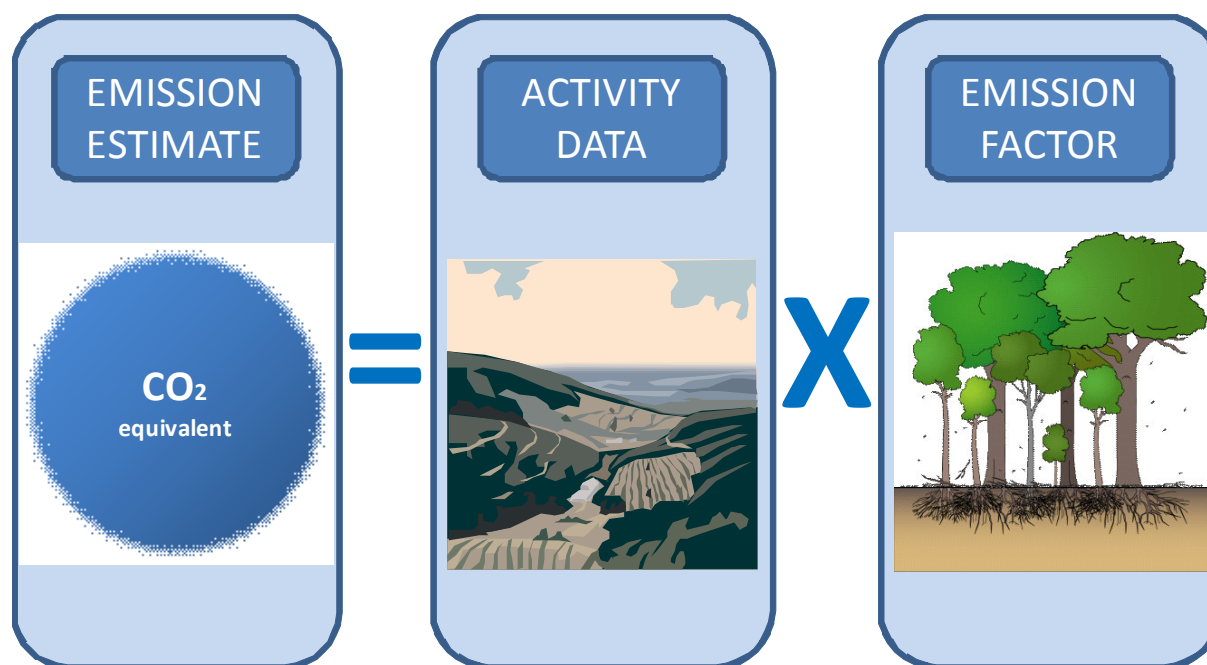 EMISSION
ESTIMATE
ACTIVITY
DATA
EMISSION
FACTOR
CO₂
equivalent
=
X